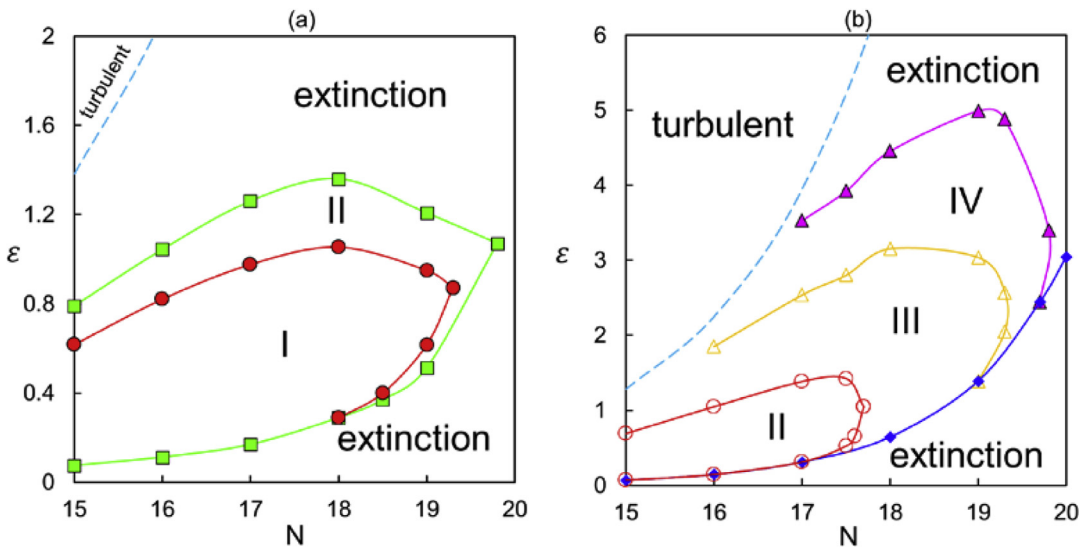 (a)
2
1.6
1.2
0.8
0.4
0
ε
15 16 17 18 19 20
N
turbulent
extinction
II
I
extinction
(b)
6
5
4
3
2
1
0
ε
15 16 17 18 19 20
N
extinction
turbulent
IV
III
II
extinction